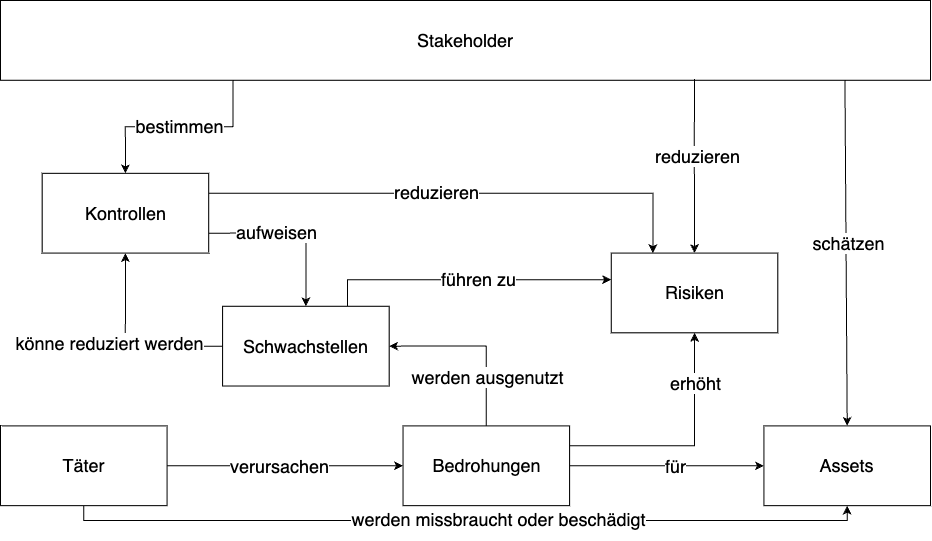 Stakeholder
bestimmen
reduzieren
Kontrollen
reduzieren
aufweisen
schätzen
führen zu
Risiken
könne reduziert werden
Schwachstellen
werden ausgenutzt
erhöht
Täter
verursachen
Bedrohungen
für
Assets
werden missbraucht oder beschädigt